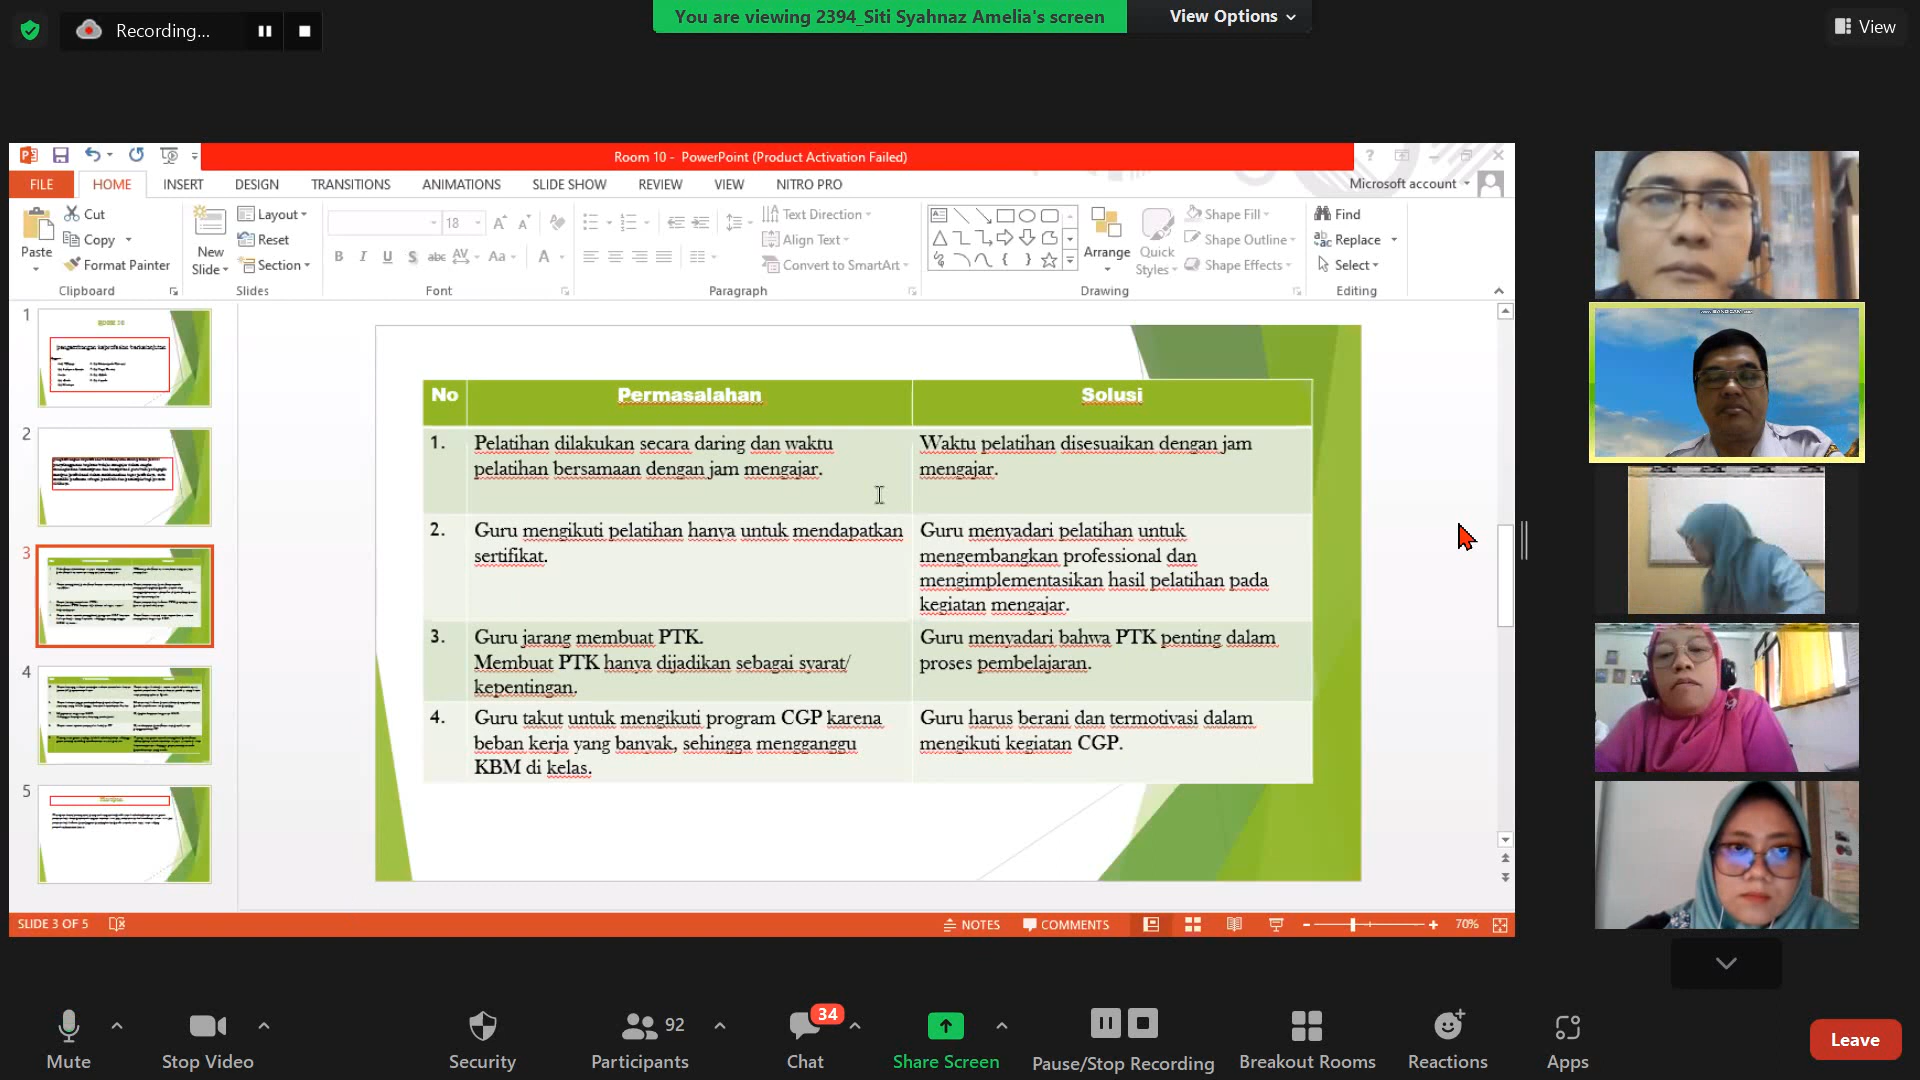 Recording...
You are viewing 2394_Siti Syahnaz Amelia's screen
View Options
View
Room 10 - PowerPoint (Product Activation Failed)
FILE
HOME
INSERT
DESIGN
TRANSITIONS
ANIMATIONS
SLIDE SHOW
REVIEW
VIEW
NITRO PRO
Microsoft account
Paste
Cut
Copy
Format Painter
Clipboard
New
Slide
Layout
Reset
Section
Slides
18
Font
Text Direction
Align Text
Convert to SmartArt
Paragraph
Arrange
Quick
Styles
Shape Fill
Shape Outline
Shape Effects
Drawing
Find
Replace
Select
Editing
1
ROOM 10
2
3
4
5
No Permasalahan Solusi
1. Pelatihan dilakukan secara daring dan waktu
pelatihan bersamaan dengan jam mengajar.
Waktu pelatihan disesuaikan dengan jam
mengajar.
2. Guru mengikuti pelatihan hanya untuk mendapatkan
sertifikat.
Guru menyadari pelatihan untuk
mengembangkan professional dan
mengimplementasikan hasil pelatihan pada
kegiatan mengajar.
3. Guru jarang membuat PTK.
Membuat PTK hanya dijadikan sebagai syarat/
kepentingan.
Guru menyadari bahwa PTK penting dalam
proses pembelajaran.
4. Guru takut untuk mengikuti program CGP karena
beban kerja yang banyak, sehingga mengganggu
KBM di kelas.
Guru harus berani dan termotivasi dalam
mengikuti kegiatan CGP.
SLIDE 3 OF 5
NOTES
COMMENTS
70%
Mute
Stop Video
Security
92
Participants
34
Chat
Share Screen
Pause/Stop Recording
Breakout Rooms
Reactions
Apps
Leave